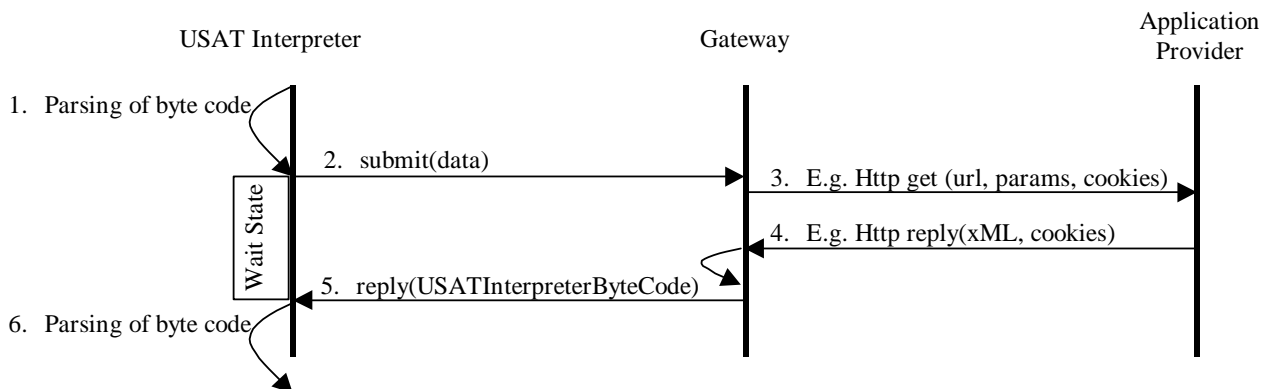 USAT Interpreter
Gateway
Application
Provider
1. Parsing of byte code
2. submit(data)
3. E.g. Http get (url, params, cookies)
Wait State
4. E.g. Http reply(xML, cookies)
5. reply(USATInterpreterByteCode)
6. Parsing of byte code